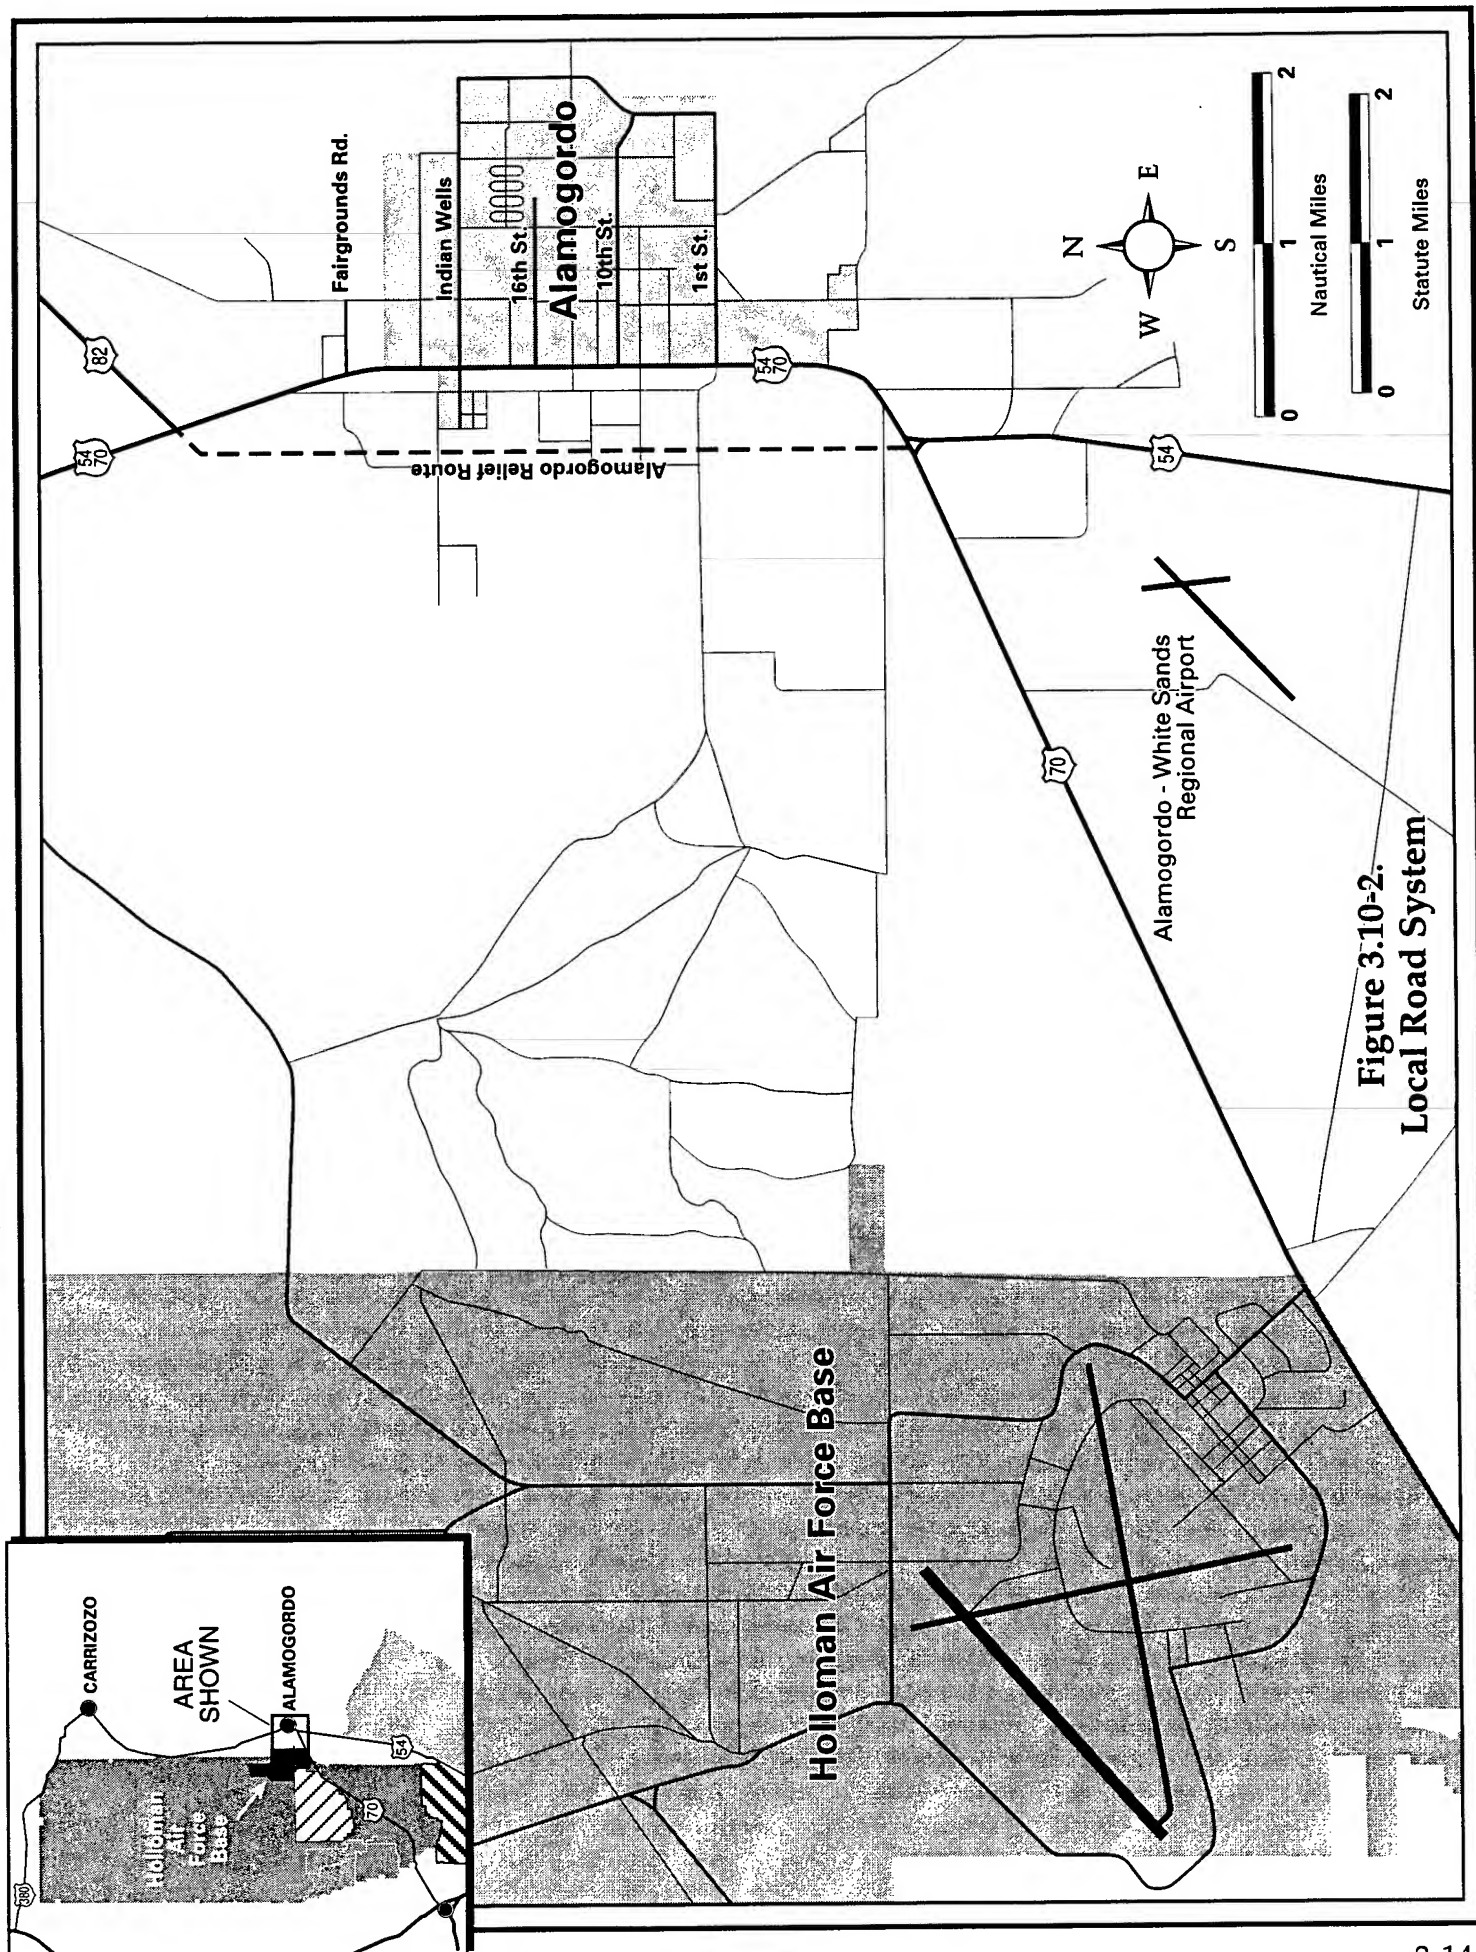 CARRIZOZO
AREA
SHOWN
ALAMOGORDO
Holloman
Air
Force
Base
54
70
54
70
82
Fairgrounds Rd.
Indian Wells
16th St.
Alamogordo
10th St.
1st St.
Alamogordo Relief Route
54
70
54
70
N
W
E
S
0
1
2
Nautical Miles
0
1
2
Statute Miles
Alamogordo - White Sands
Regional Airport
Holloman Air Force Base
Figure 3.10-2.
Local Road System